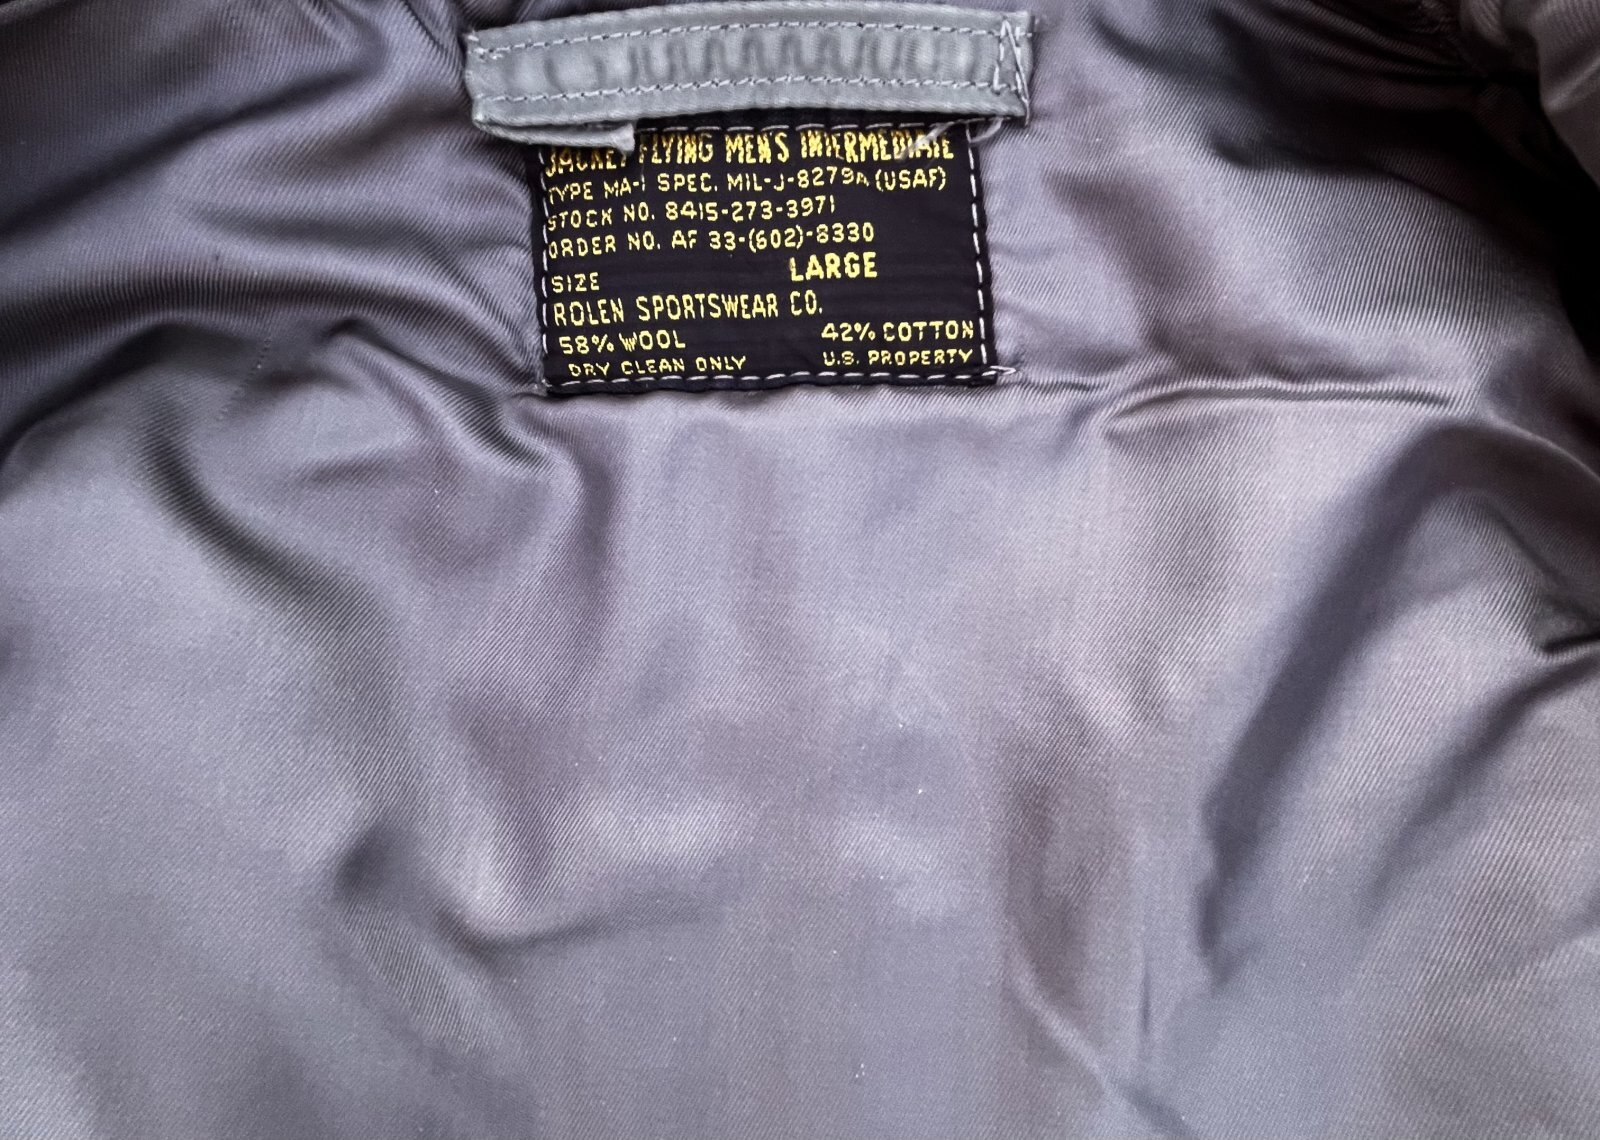 JACKET FLYING MEN'S INTERMEDIATE
TYPE MA-1 SPEC. MIL-J-8279A (USAF)
STOCK NO. 8415-273-3971
ORDER NO. AF 33-(602)-8330
SIZE LARGE
ROLEN SPORTSWEAR CO.
58% WOOL 42% COTTON
DRY CLEAN ONLY U.S. PROPERTY